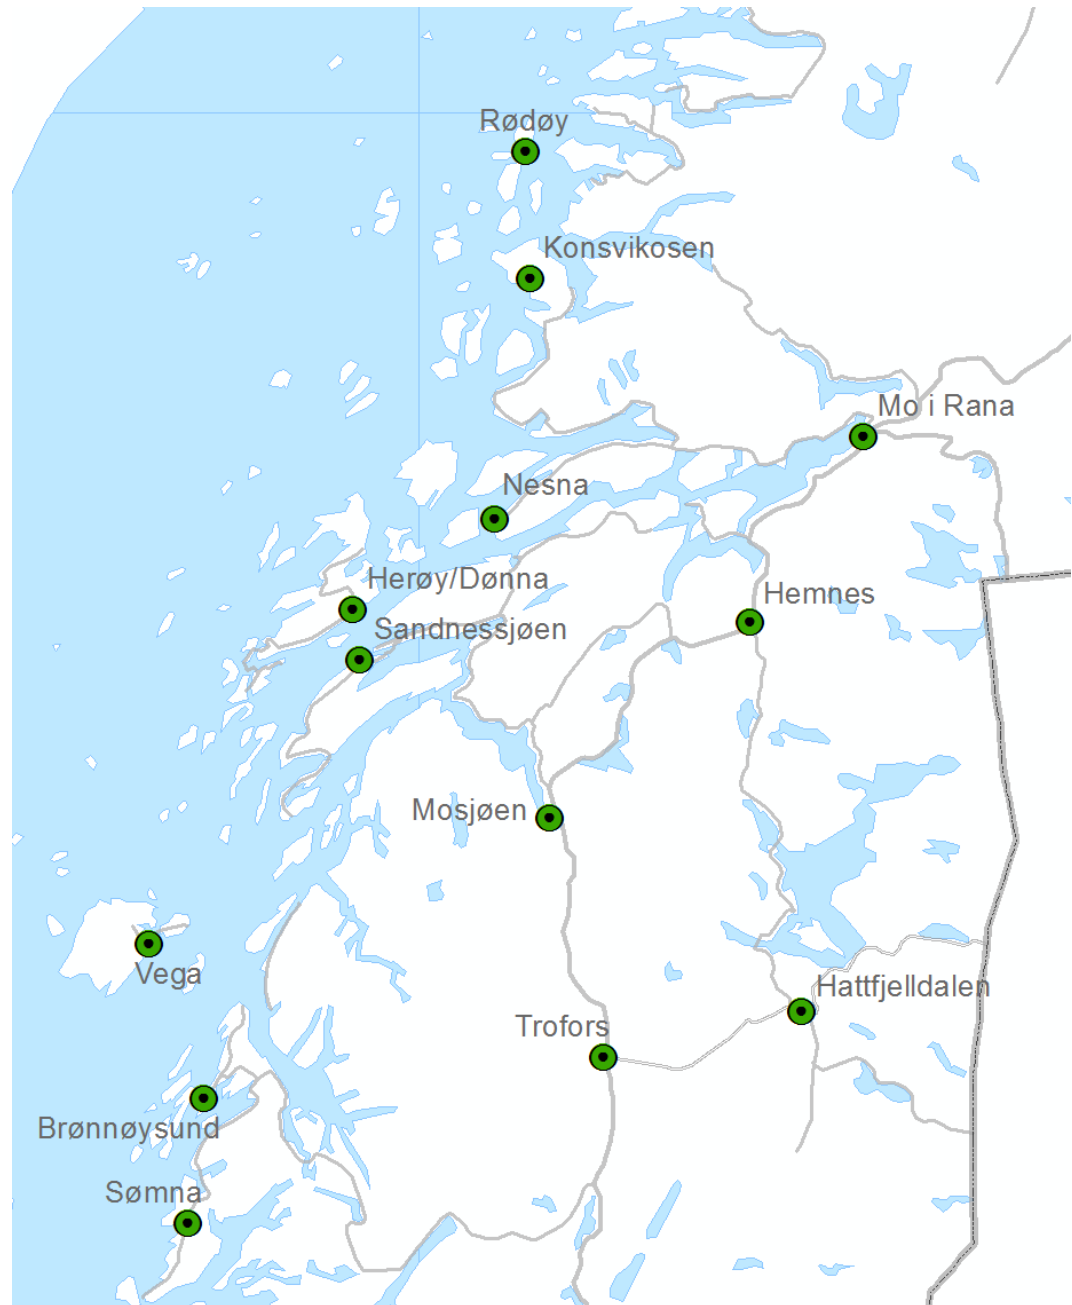 Rødøy
Konsvikosen
Mo i Rana
Nesna
Herøy/Dønna
Hemnes
Sandnessjøen
Mosjøen
Vega
Hattfjelldalen
Trofors
Brønnøysund
Sømna